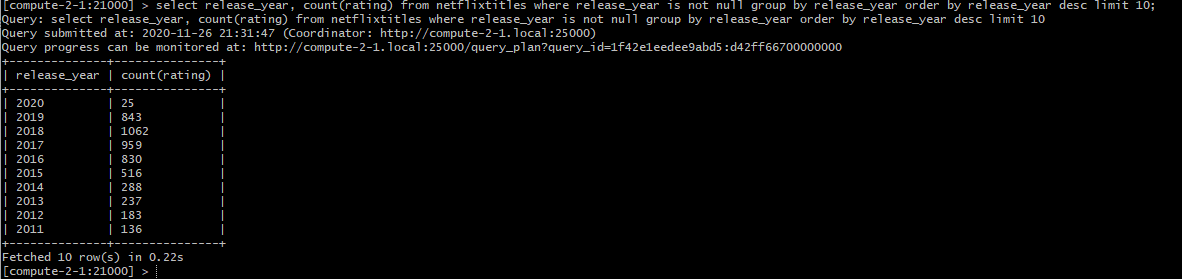 [compute-2-1:21000] > select release_year, count(rating) from netflixtitles where release_year is not null group by release_year order by release_year desc limit 10;
Query: select release_year, count(rating) from netflixtitles where release_year is not null group by release_year order by release_year desc limit 10
Query submitted at: 2020-11-26 21:31:47 (Coordinator: http://compute-2-1.local:25000)
Query progress can be monitored at: http://compute-2-1.local:25000/query_plan?query_id=1f42e1eedee9abd5:d42ff66700000000
+--------------+---------------+
| release_year | count(rating) |
+--------------+---------------+
| 2020         | 25            |
| 2019         | 843           |
| 2018         | 1062          |
| 2017         | 959           |
| 2016         | 830           |
| 2015         | 516           |
| 2014         | 288           |
| 2013         | 237           |
| 2012         | 183           |
| 2011         | 136           |
+--------------+---------------+
Fetched 10 row(s) in 0.22s
[compute-2-1:21000] >